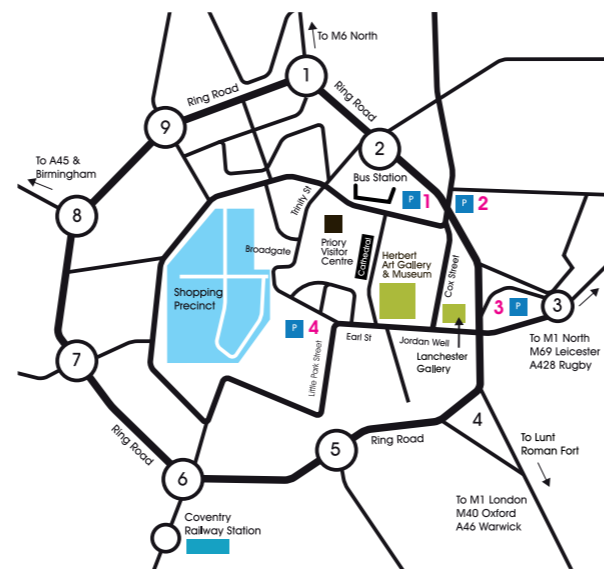 To M6 North
1
Ring Road
Ring Road
9
2
To A45 &
Birmingham
Bus Station
P
1
P
2
8
Trinity St
Priory
Visitor
Centre
Cathedral
Herbert
Art Gallery
& Museum
Broadgate
Cox Street
Shopping
Precinct
3
P
3
P
4
Earl St
Jordan Well
Little Park Street
Lanchester
Gallery
To M1 North
M69 Leicester
A428 Rugby
7
Ring Road
4
Ring Road
5
6
To Lunt
Roman Fort
To M1 London
M40 Oxford
A46 Warwick
Coventry
Railway Station